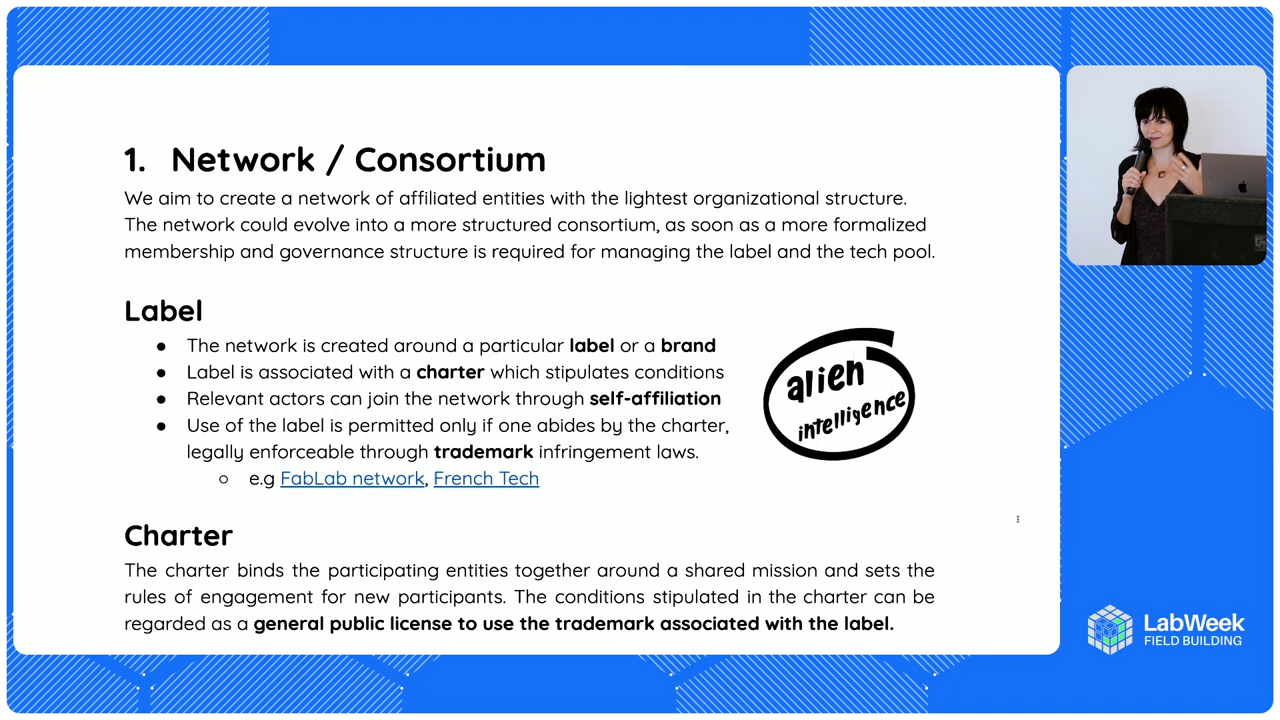 1. Network / Consortium
We aim to create a network of affiliated entities with the lightest organizational structure.
The network could evolve into a more structured consortium, as soon as a more formalized
membership and governance structure is required for managing the label and the tech pool.
Label
● The network is created around a particular label or a brand
● Label is associated with a charter which stipulates conditions
● Relevant actors can join the network through self-affiliation
● Use of the label is permitted only if one abides by the charter,
legally enforceable through trademark infringement laws.
○ e.g FabLab network, French Tech
alien
intelligence
Charter
The charter binds the participating entities together around a shared mission and sets the
rules of engagement for new participants. The conditions stipulated in the charter can be
regarded as a general public license to use the trademark associated with the label.
LabWeek
FIELD BUILDING